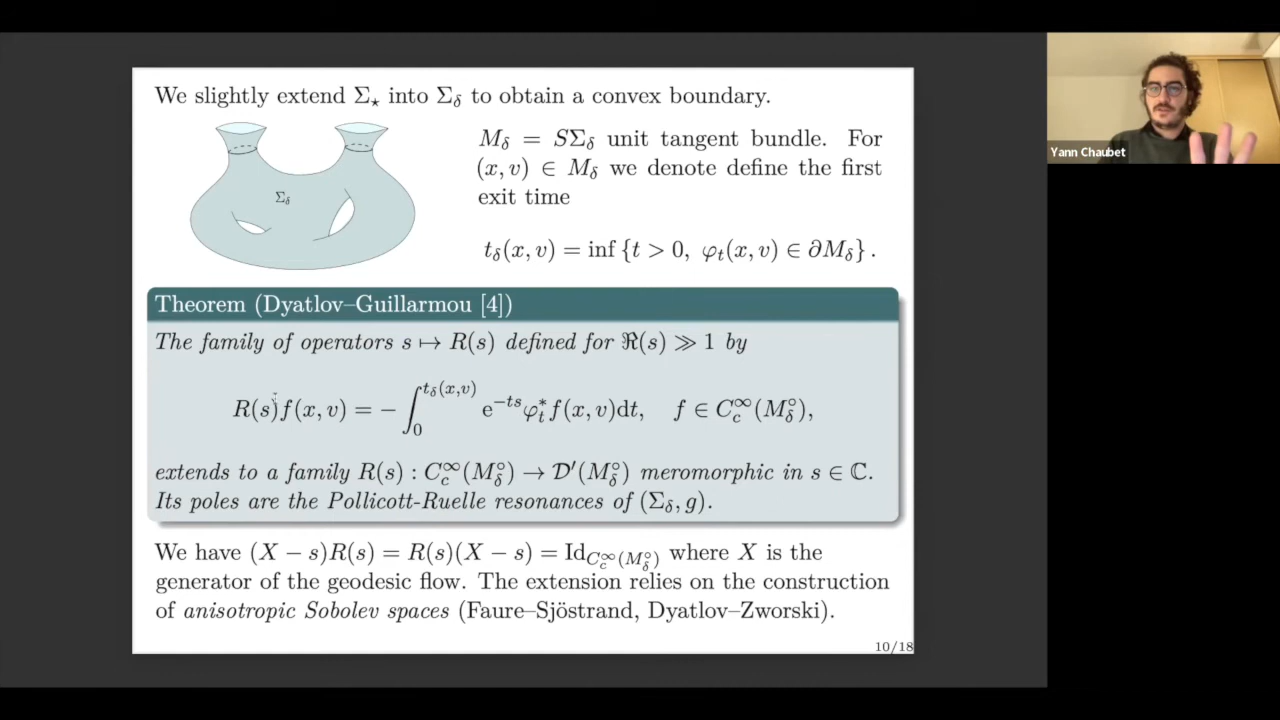 We slightly extend Σ⋆ into Σδ to obtain a convex boundary.
Σδ
Mδ = SΣδ unit tangent bundle. For
(x, v) ∈ Mδ we denote define the first
exit time
tδ(x, v) = inf {t > 0, φt(x, v) ∈ ∂Mδ} .
Theorem (Dyatlov–Guillarmou [4])
The family of operators s ↦ R(s) defined for ℜ(s) ≫ 1 by
R(s)f(x, v) = − ∫₀^{tδ(x,v)} e^{−ts} φt* f(x, v)dt, f ∈ C_c^∞(Mδ°),
extends to a family R(s) : C_c^∞(Mδ°) → 𝒟′(Mδ°) meromorphic in s ∈ ℂ.
Its poles are the Pollicott-Ruelle resonances of (Σδ, g).
We have (X − s)R(s) = R(s)(X − s) = Id_{C_c^∞(Mδ°)} where X is the
generator of the geodesic flow. The extension relies on the construction
of anisotropic Sobolev spaces (Faure–Sjöstrand, Dyatlov–Zworski).
10/18
Yann Chaubet